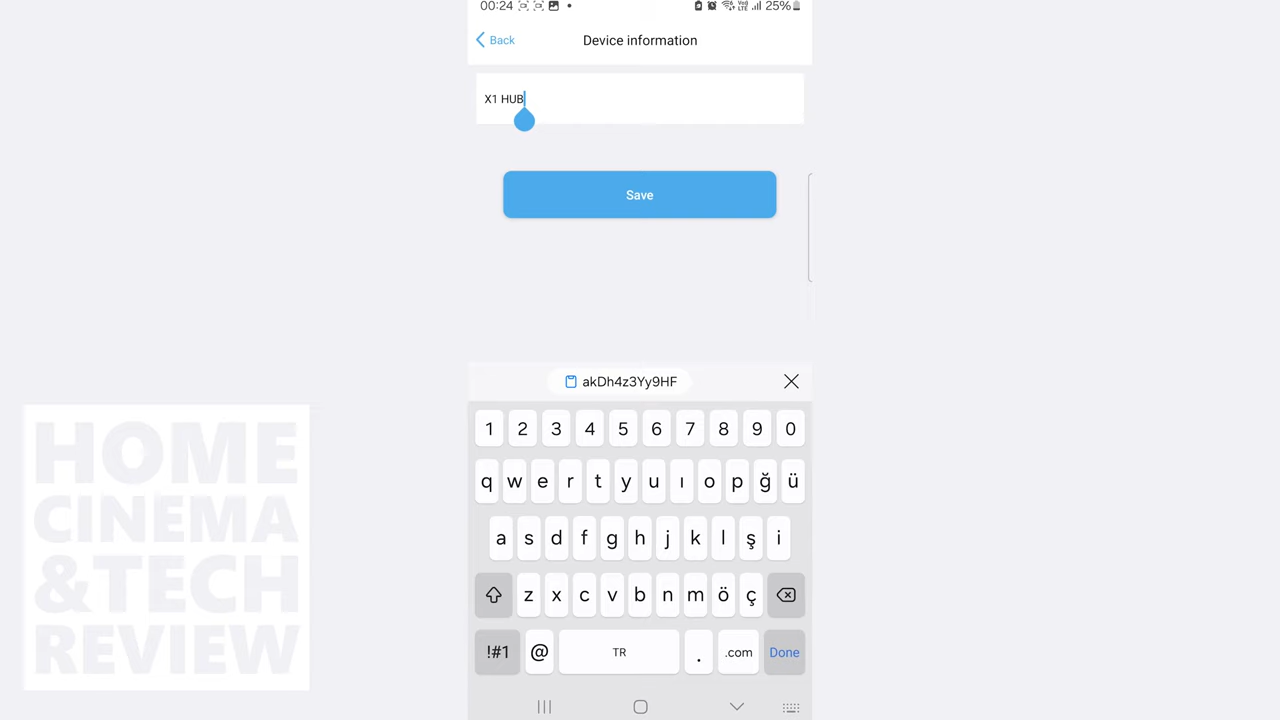 00:24 25%
Back Device information
X1 HUB
Save
akDh4z3Yy9HF
1 2 3 4 5 6 7 8 9 0
q w e r t y u ı o p ğ ü
a s d f g h j k l ş i
z x c v b n m ö ç
!#1 @ TR . .com Done
HOME
CINEMA
&TECH
REVIEW